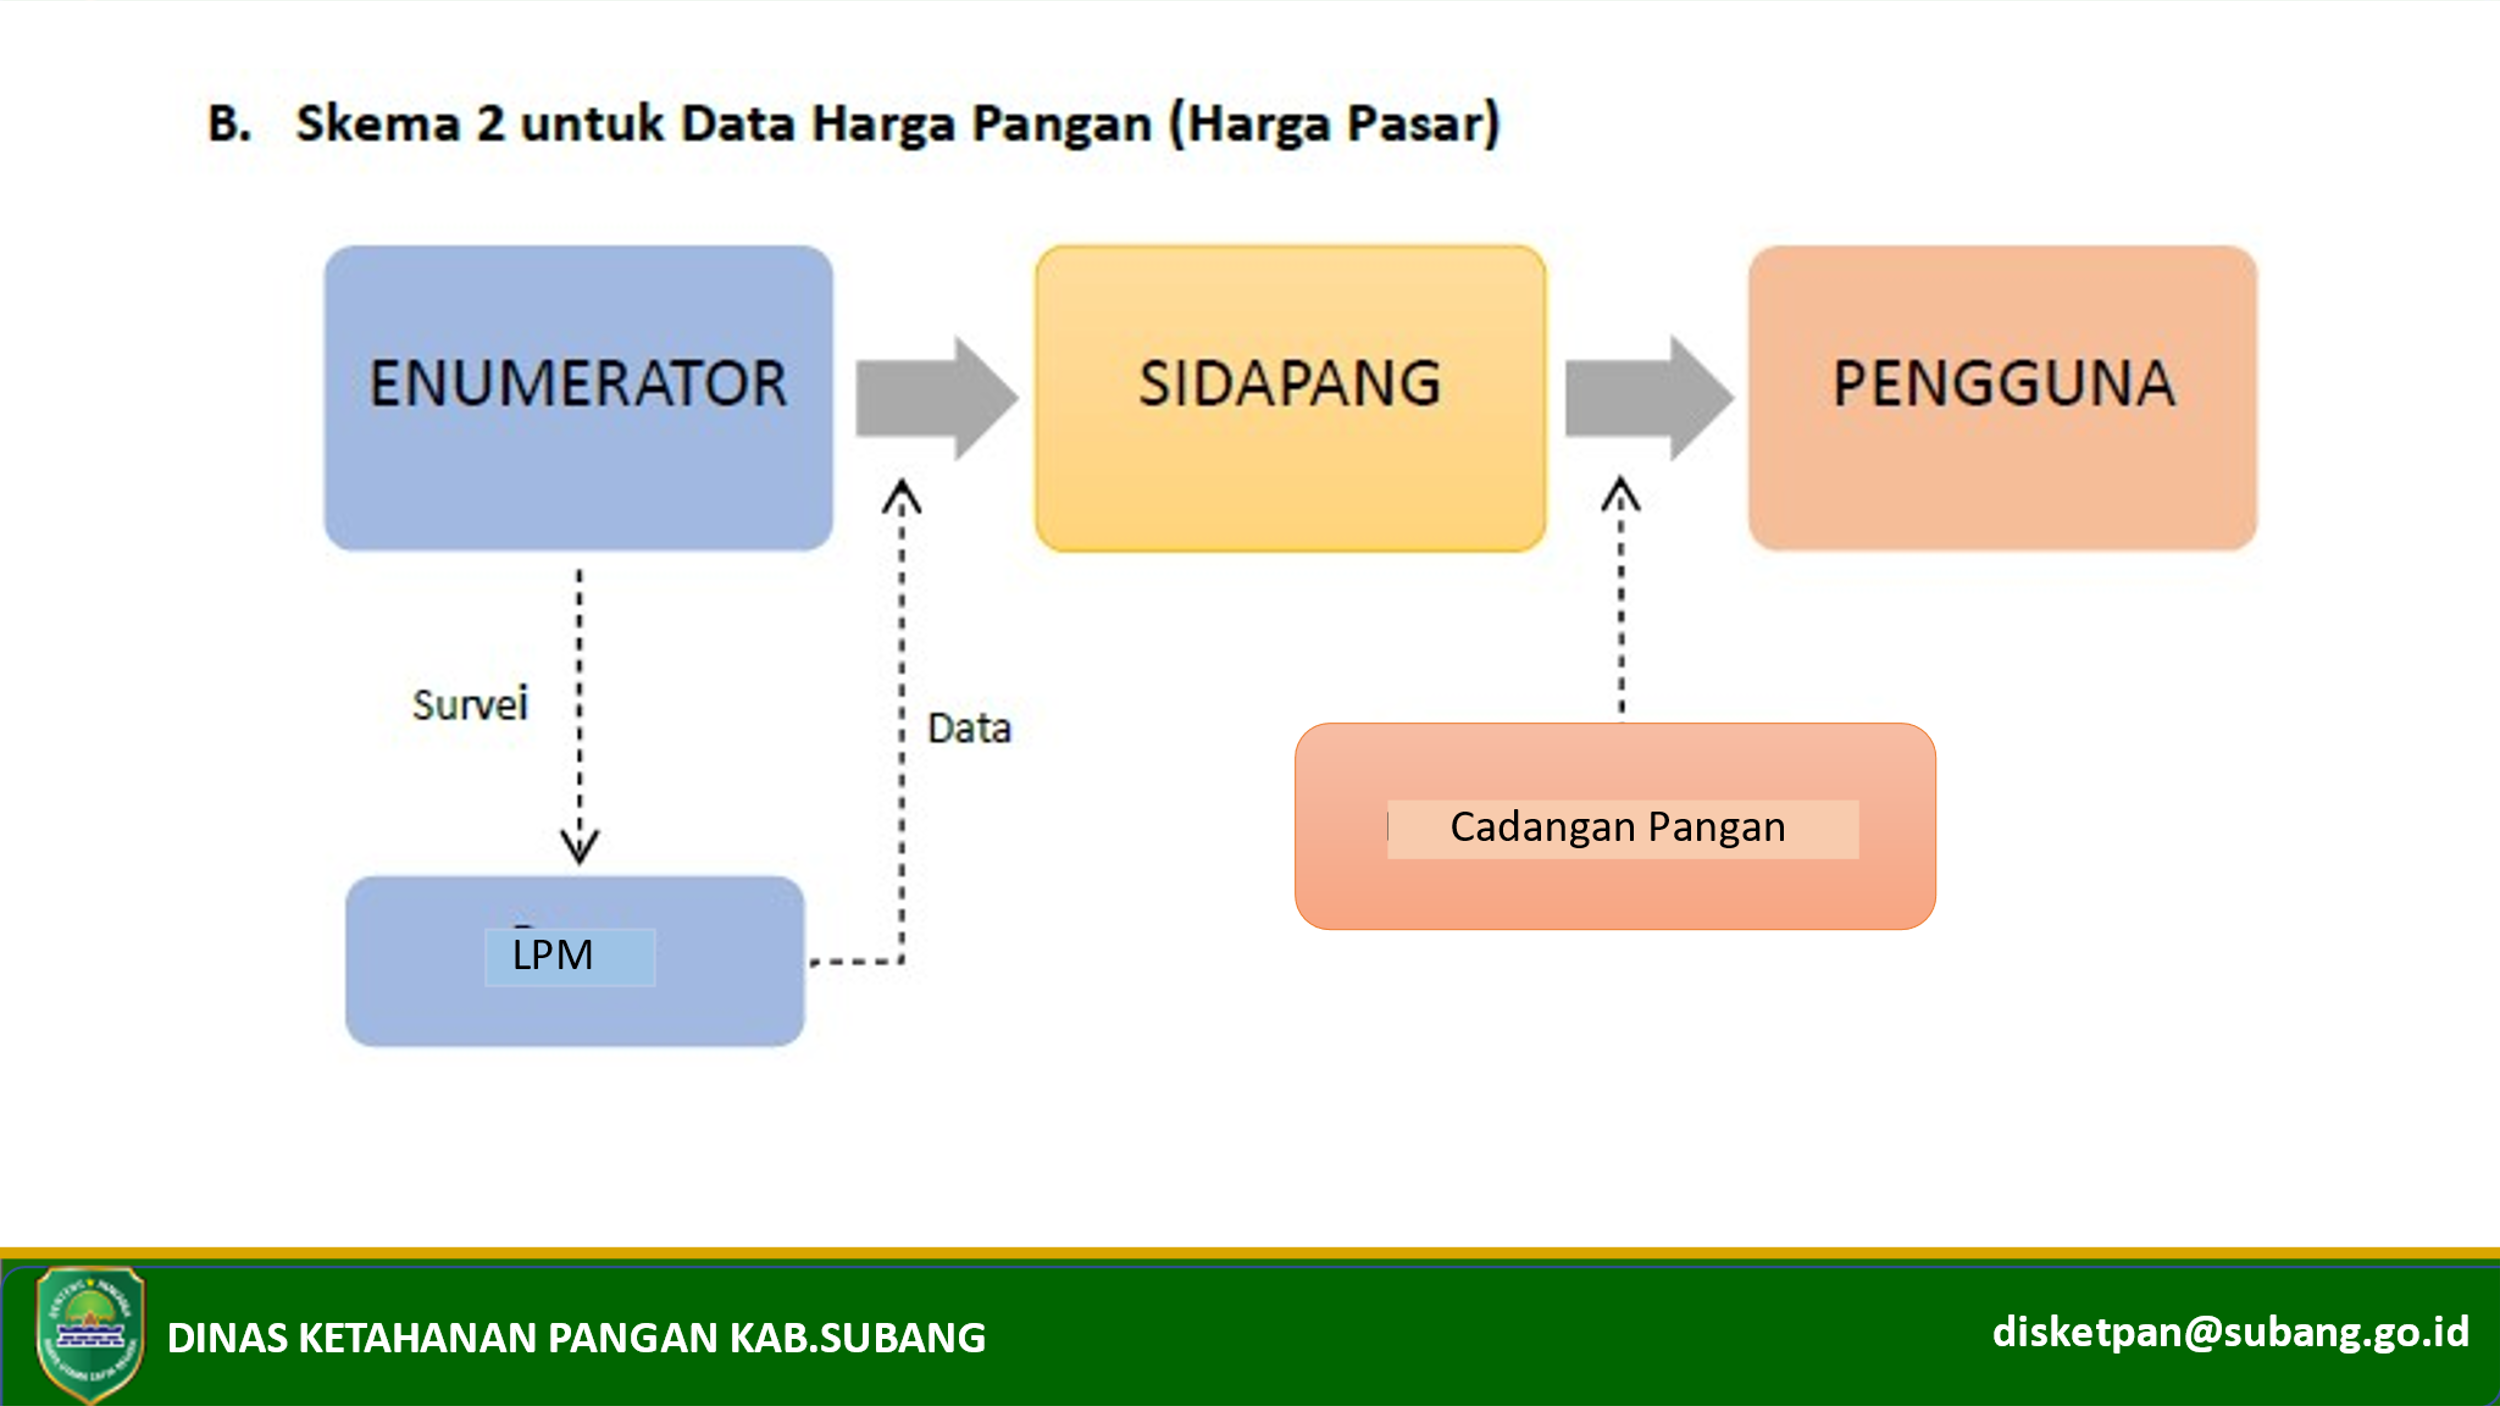 B. Skema 2 untuk Data Harga Pangan (Harga Pasar)
ENUMERATOR
SIDAPANG
PENGGUNA
Survei
Data
Cadangan Pangan
LPM
DINAS KETAHANAN PANGAN KAB.SUBANG
disketpan@subang.go.id